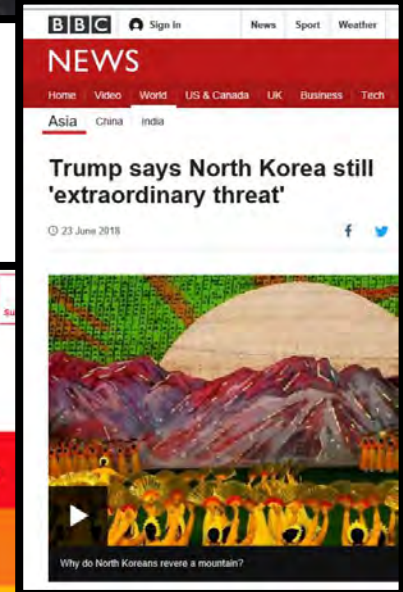 BBC Sign in News Sport Weather
NEWS
Home Video World US & Canada UK Business Tech
Asia China India
Trump says North Korea still
'extraordinary threat'
23 June 2018
Why do North Koreans revere a mountain?